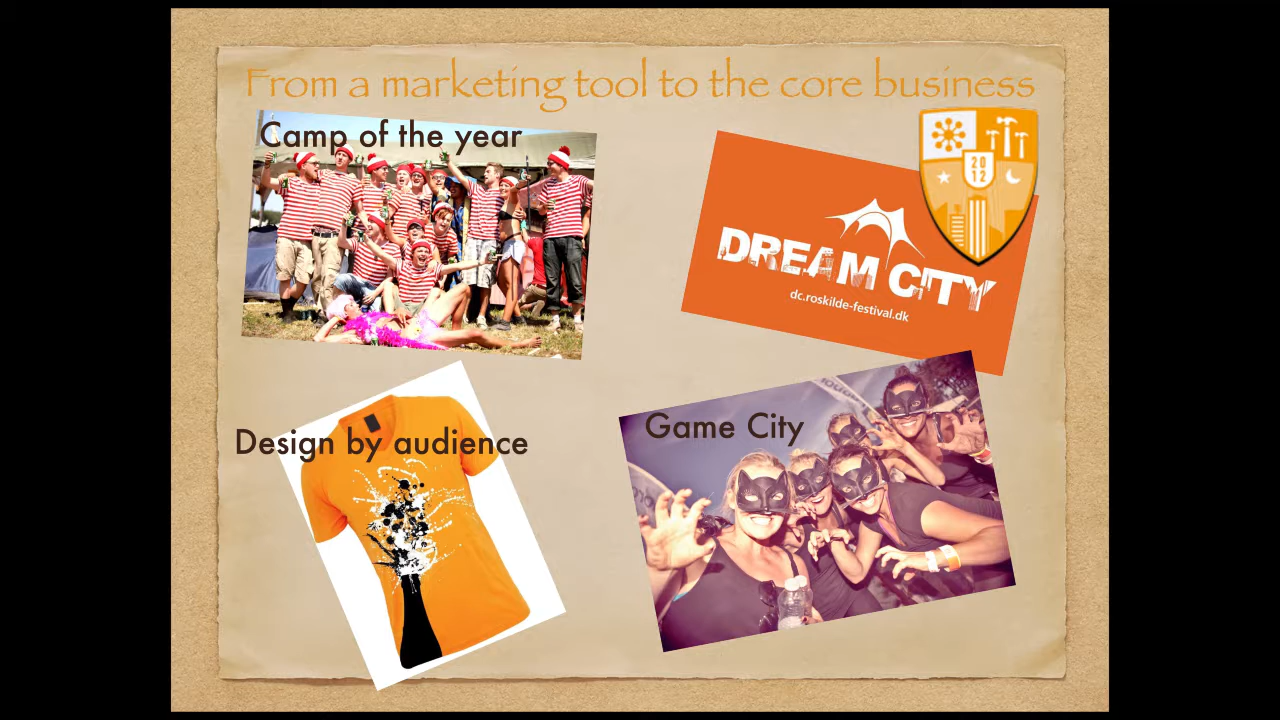 From a marketing tool to the core business
Camp of the year
20
12
DREAM CITY
dc.roskilde-festival.dk
Design by audience
Game City